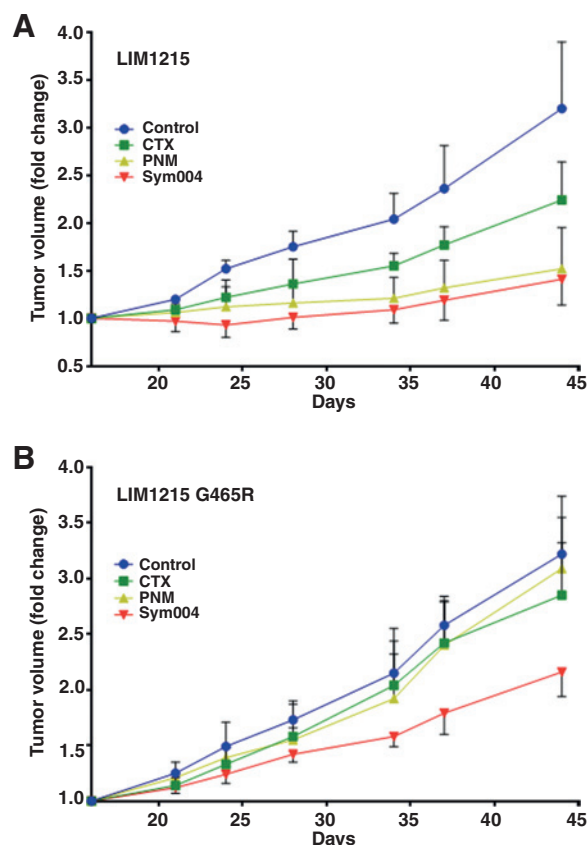 A
LIM1215
Control
CTX
PNM
Sym004
Tumor volume (fold change)
4.0
3.5
3.0
2.5
2.0
1.5
1.0
0.5
20 25 30 35 40 45
Days
B
LIM1215 G465R
Control
CTX
PNM
Sym004
Tumor volume (fold change)
4.0
3.5
3.0
2.5
2.0
1.5
1.0
20 25 30 35 40 45
Days